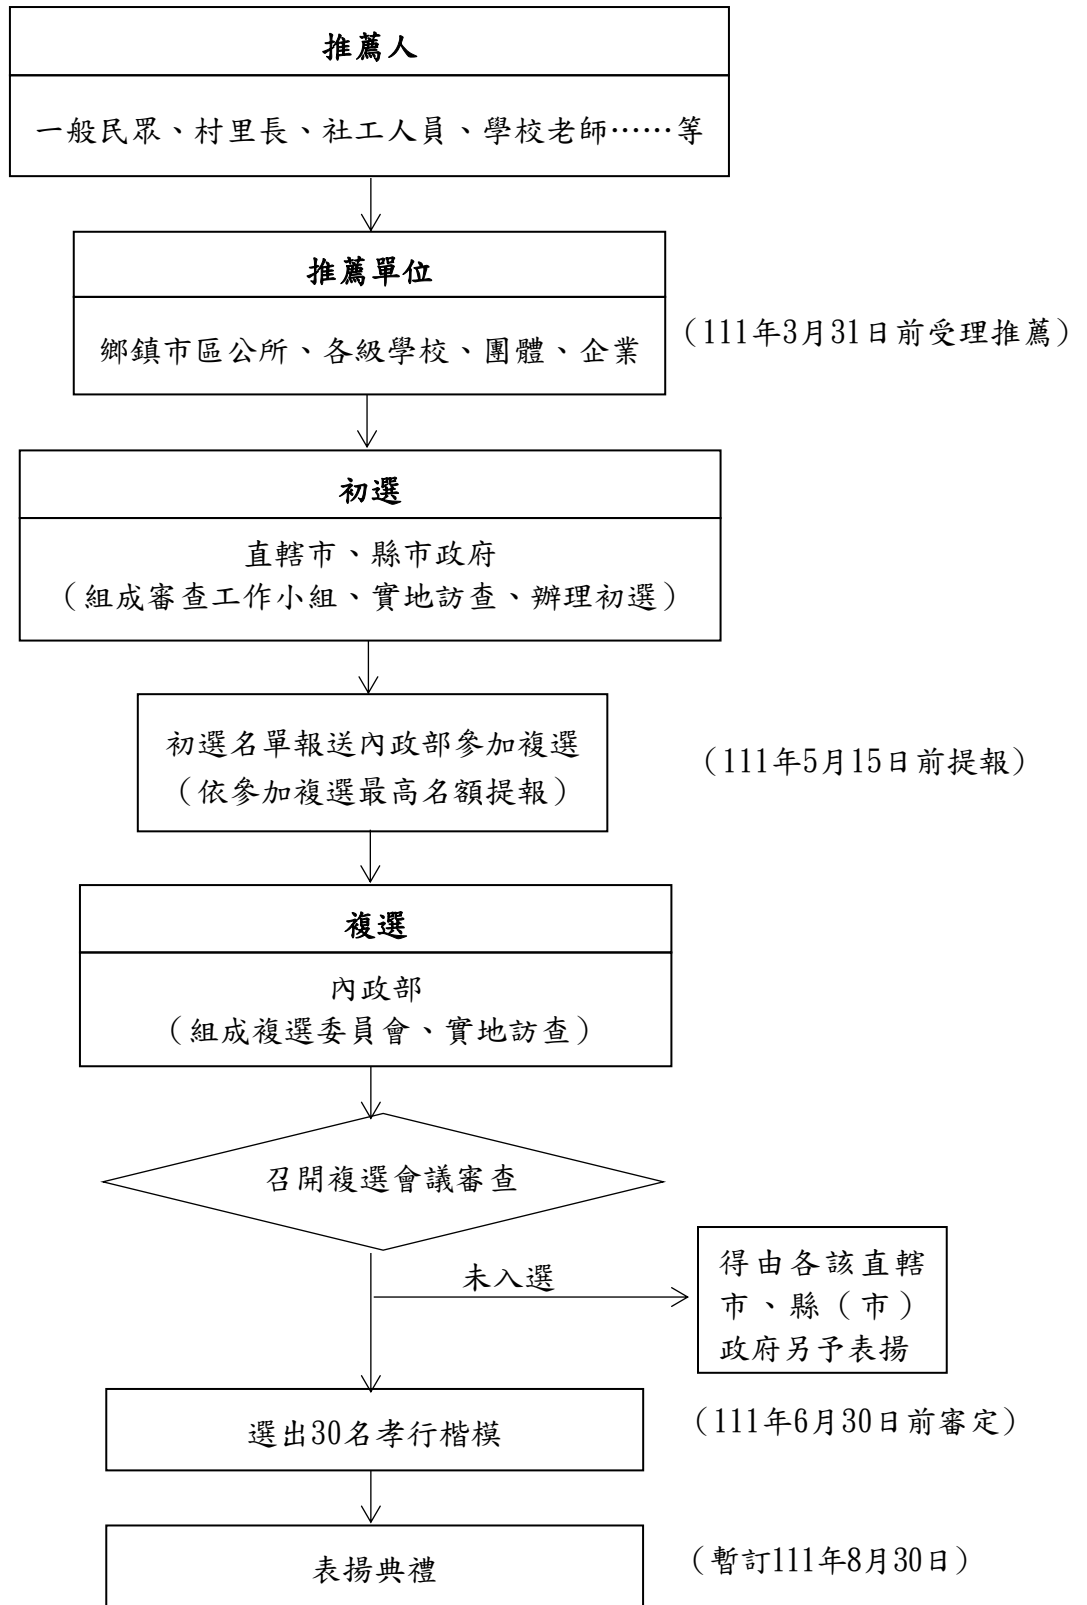 推薦人
一般民眾、村里長、社工人員、學校老師……等
推薦單位
鄉鎮市區公所、各級學校、團體、企業
（111年3月31日前受理推薦）
初選
直轄市、縣市政府
（組成審查工作小組、實地訪查、辦理初選）
初選名單報送內政部參加複選
（依參加複選最高名額提報）
（111年5月15日前提報）
複選
內政部
（組成複選委員會、實地訪查）
召開複選會議審查
未入選
得由各該直轄
市、縣（市）
政府另予表揚
選出30名孝行楷模
（111年6月30日前審定）
表揚典禮
（暫訂111年8月30日）